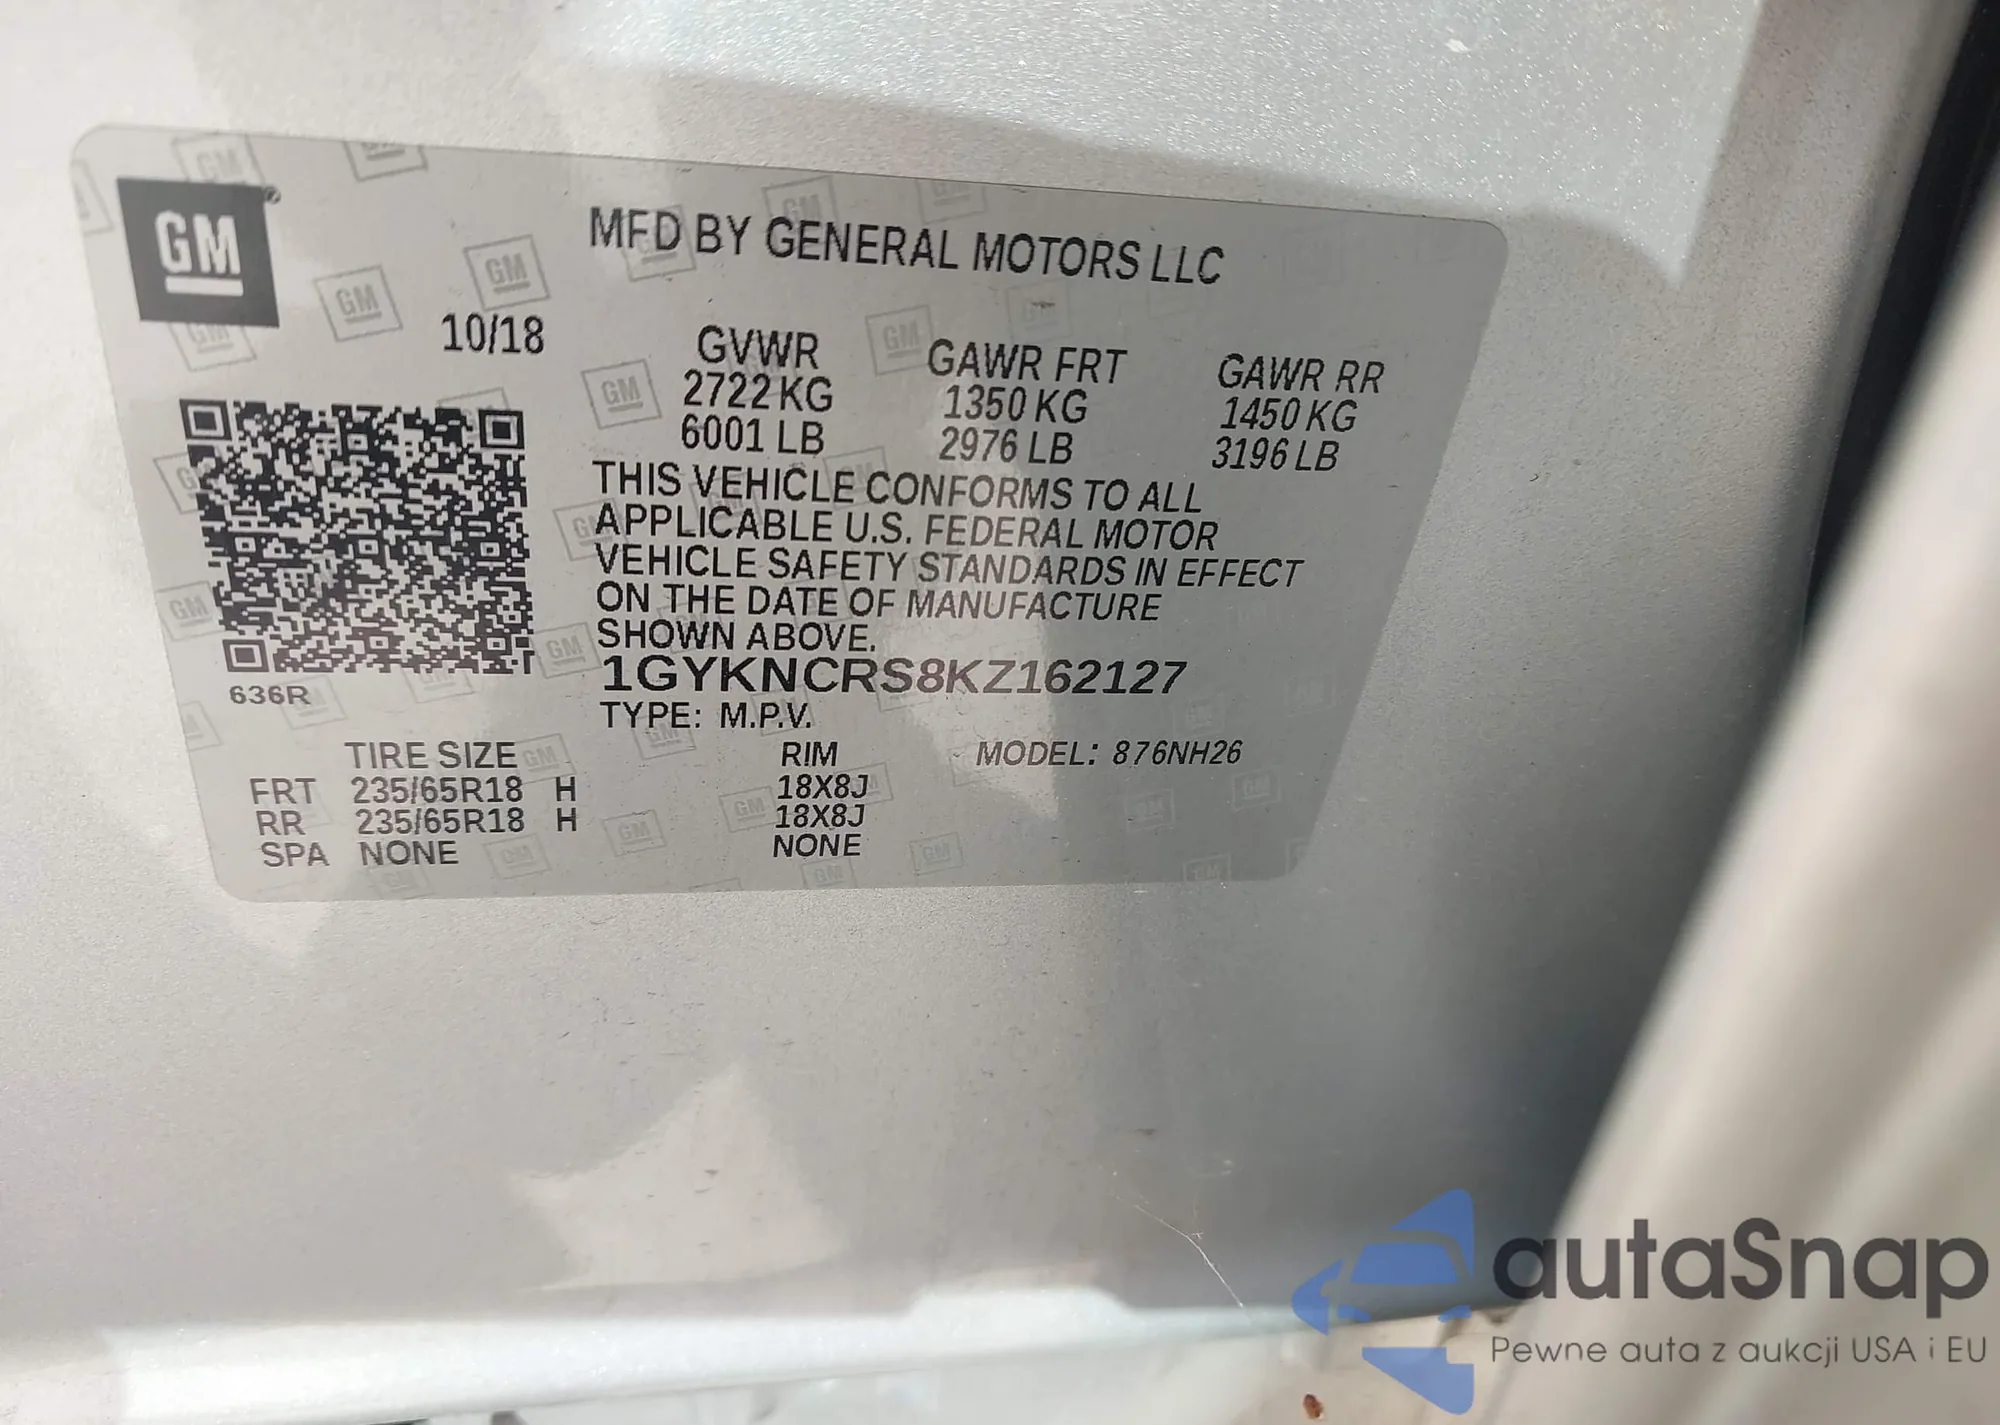 GM
MFD BY GENERAL MOTORS LLC
10/18
GVWR GAWR FRT GAWR RR
2722 KG 1350 KG 1450 KG
6001 LB 2976 LB 3196 LB
THIS VEHICLE CONFORMS TO ALL
APPLICABLE U.S. FEDERAL MOTOR
VEHICLE SAFETY STANDARDS IN EFFECT
ON THE DATE OF MANUFACTURE
SHOWN ABOVE.
1GYKNCRS8KZ162127
636R
TYPE: M.P.V.
TIRE SIZE RIM MODEL: 876NH26
FRT 235/65R18 H 18X8J
RR 235/65R18 H 18X8J
SPA NONE NONE
autaSnap
Pewne auta z aukcji USA i EU